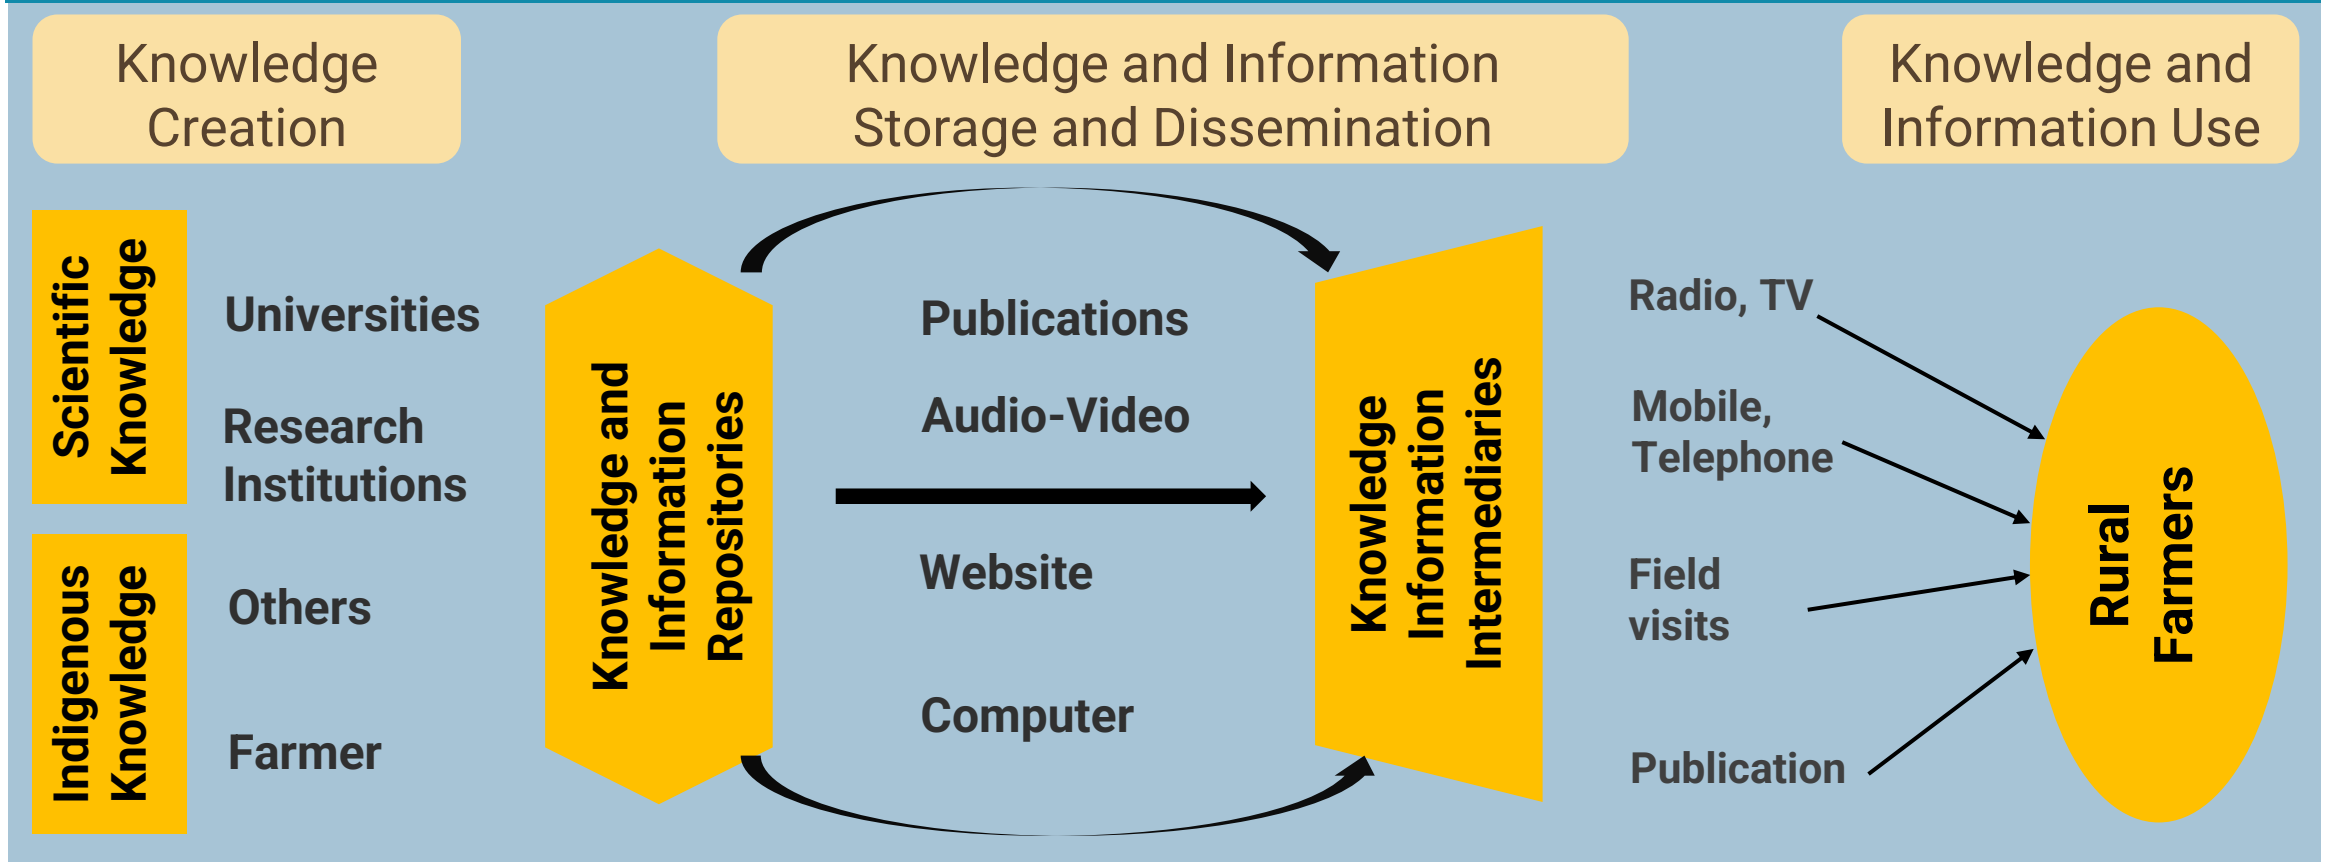 Knowledge
Creation
Knowledge and Information
Storage and Dissemination
Knowledge and
Information Use
Scientific
Knowledge
Indigenous
Knowledge
Universities
Research
Institutions
Others
Farmer
Knowledge and
Information
Repositories
Publications
Audio-Video
Website
Computer
Knowledge
Information
Intermediaries
Radio, TV
Mobile,
Telephone
Field
visits
Publication
Rural
Farmers